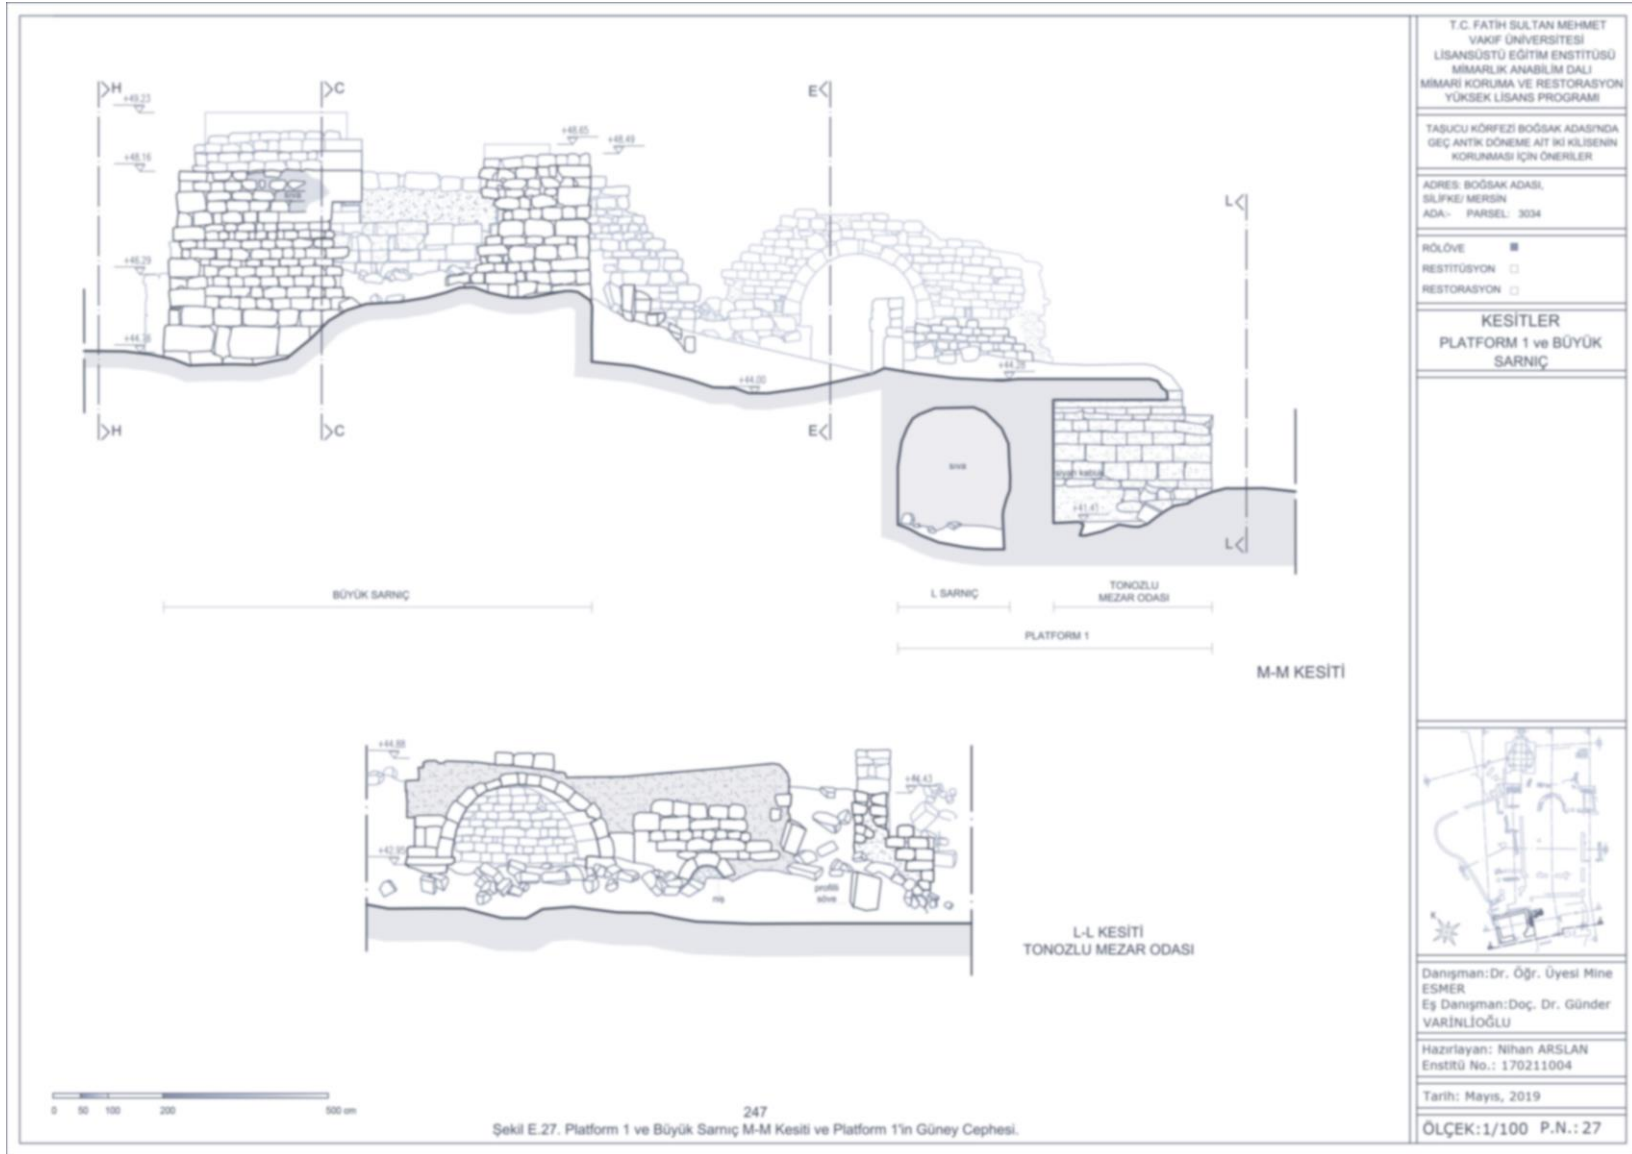 T.C. FATİH SULTAN MEHMET
VAKIF ÜNİVERSİTESİ
LİSANSÜSTÜ EĞİTİM ENSTİTÜSÜ
MİMARLIK ANABİLİM DALI
MİMARİ KORUMA VE RESTORASYON
YÜKSEK LİSANS PROGRAMI
TAŞUCU KÖRFEZİ BOĞSAK ADASI'NDA
GEÇ ANTİK DÖNEME AİT İKİ KİLİSENİN
KORUNMASI İÇİN ÖNERİLER
ADRES: BOĞSAK ADASI,
SİLİFKE/ MERSİN
ADA:- PARSEL: 3034
RÖLÖVE
RESTİTÜSYON
RESTORASYON
KESİTLER
PLATFORM 1 ve BÜYÜK
SARNIÇ
H
C
E
L
+49.23
+48.16
+48.65
+48.49
+44.00
+44.28
+41.41
sıva
siyah kabuk
H
C
E
L
BÜYÜK SARNIÇ
L SARNIÇ
TONOZLU
MEZAR ODASI
PLATFORM 1
M-M KESİTİ
+44.88
+44.43
+42.95
niş
profilli
söve
L-L KESİTİ
TONOZLU MEZAR ODASI
K
Danışman:Dr. Öğr. Üyesi Mine
ESMER
Eş Danışman:Doç. Dr. Günder
VARİNLİOĞLU
Hazırlayan: Nihan ARSLAN
Enstitü No.: 170211004
Tarih: Mayıs, 2019
ÖLÇEK:1/100 P.N.: 27
0 50 100 200 500 cm
247
Şekil E.27. Platform 1 ve Büyük Sarnıç M-M Kesiti ve Platform 1'in Güney Cephesi.